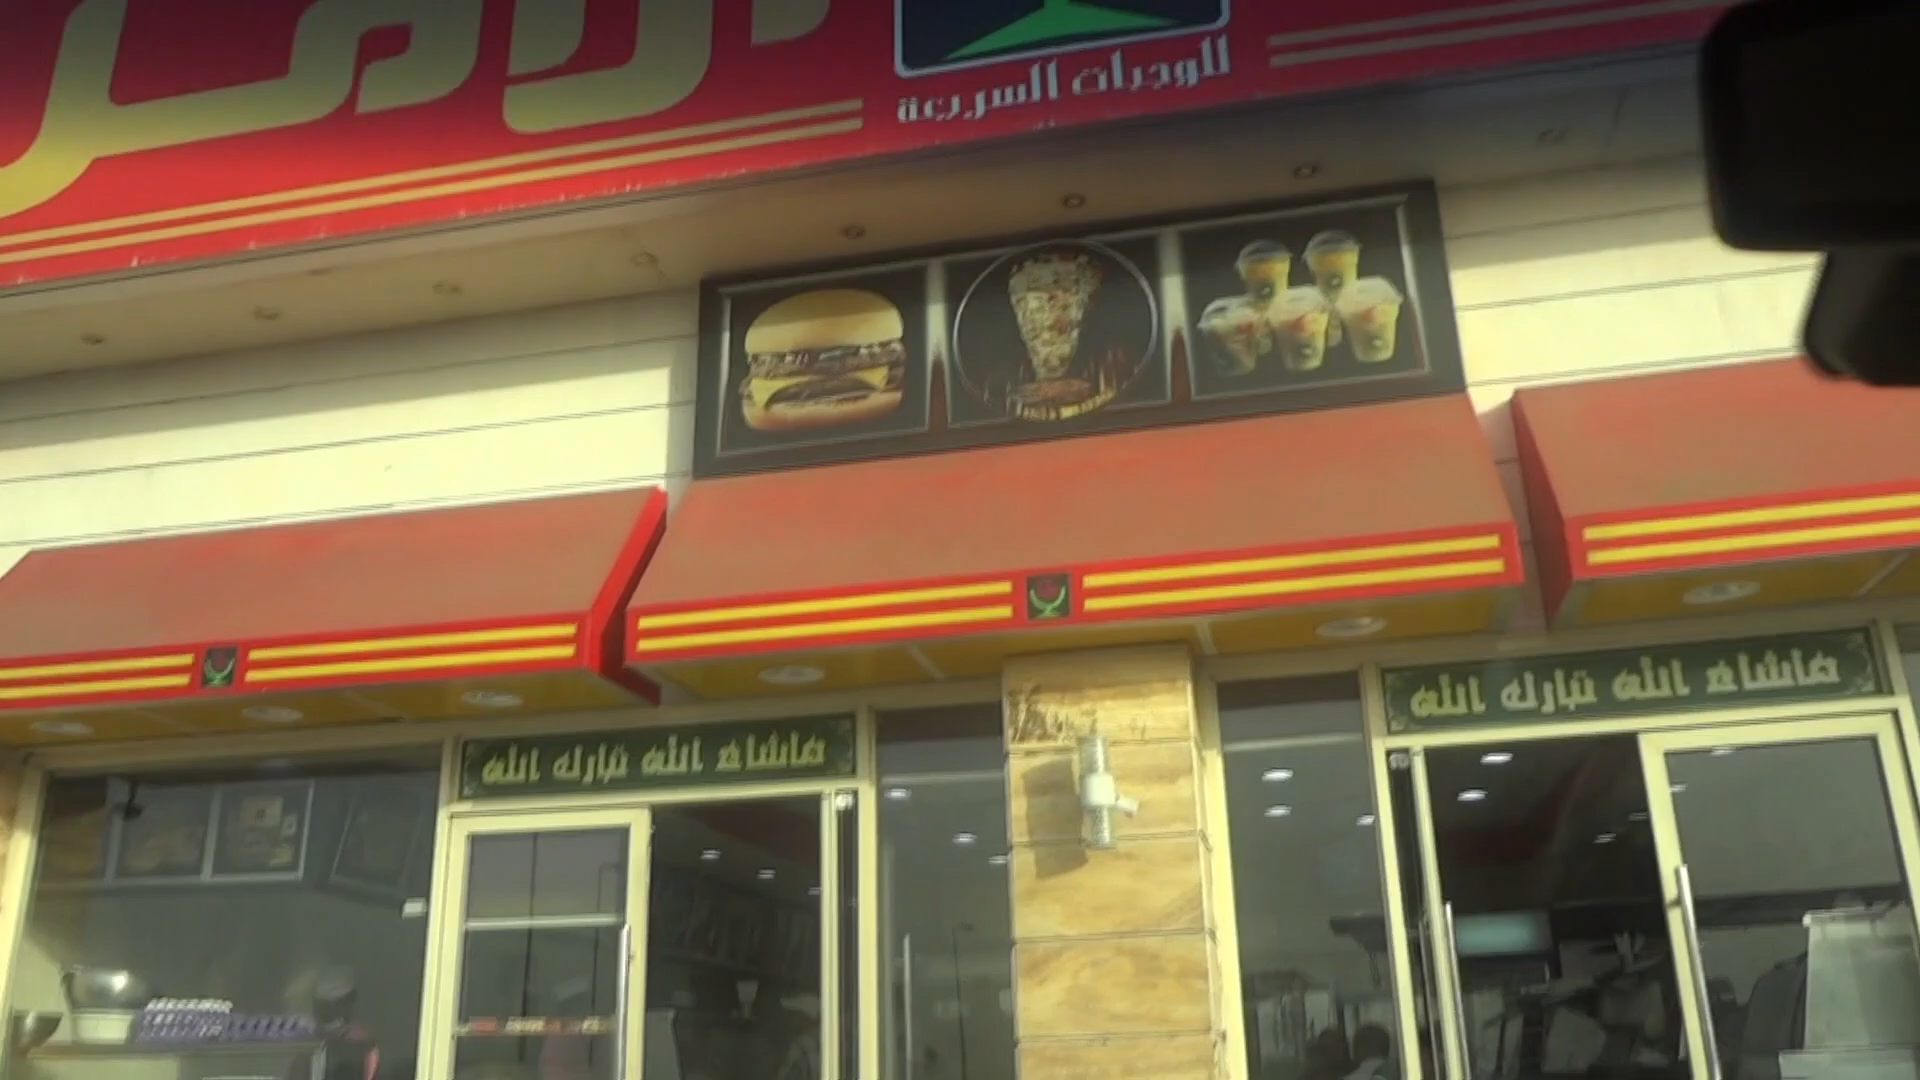 للوجبات السريعة
ماشاء الله تبارك الله
ماشاء الله تبارك الله